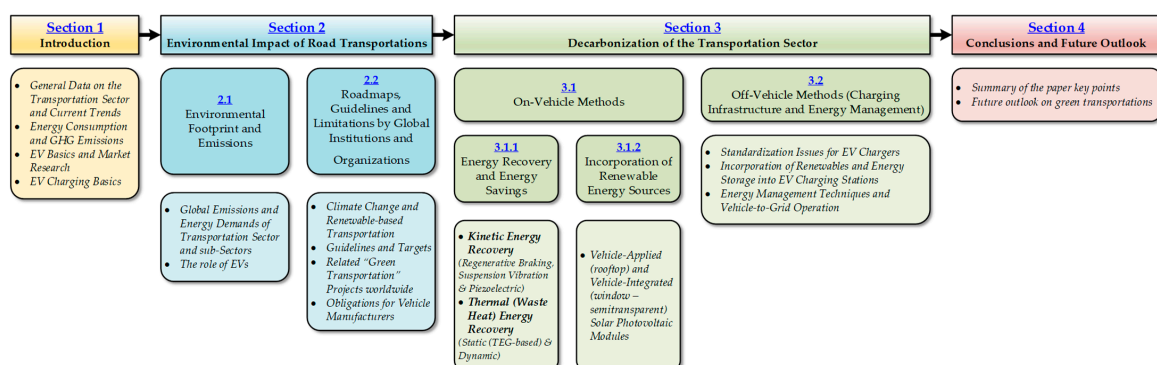 Section 1
Introduction
Section 2
Environmental Impact of Road Transportations
Section 3
Decarbonization of the Transportation Sector
Section 4
Conclusions and Future Outlook
• General Data on the
Transportation Sector
and Current Trends
• Energy Consumption
and GHG Emissions
• EV Basics and Market
Research
• EV Charging Basics
2.1
Environmental
Footprint and
Emissions
• Global Emissions and
Energy Demands of
Transportation Sector
and sub-Sectors
• The role of EVs
2.2
Roadmaps,
Guidelines and
Limitations by Global
Institutions and
Organizations
• Climate Change and
Renewable-based
Transportation
• Guidelines and Targets
• Related “Green
Transportation”
Projects worldwide
• Obligations for Vehicle
Manufacturers
3.1
On-Vehicle Methods
3.1.1
Energy Recovery
and Energy
Savings
• Kinetic Energy
Recovery
(Regenerative Braking,
Suspension Vibration
& Piezoelectric)
• Thermal (Waste
Heat) Energy
Recovery
(Static (TEG-based) &
Dynamic)
3.1.2
Incorporation of
Renewable
Energy Sources
• Vehicle-Applied
(rooftop) and
Vehicle-Integrated
(window –
semitransparent)
Solar Photovoltaic
Modules
3.2
Off-Vehicle Methods (Charging
Infrastructure and Energy Management)
• Standardization Issues for EV Chargers
• Incorporation of Renewables and Energy
Storage into EV Charging Stations
• Energy Management Techniques and
Vehicle-to-Grid Operation
• Summary of the paper key points
• Future outlook on green transportations